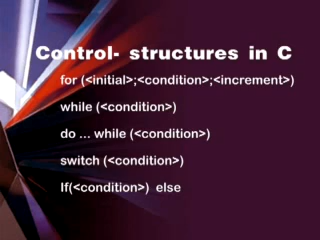 Control- structures in C
for (<initial>;<condition>;<increment>)
while (<condition>)
do ... while (<condition>)
switch (<condition>)
If(<condition>) else